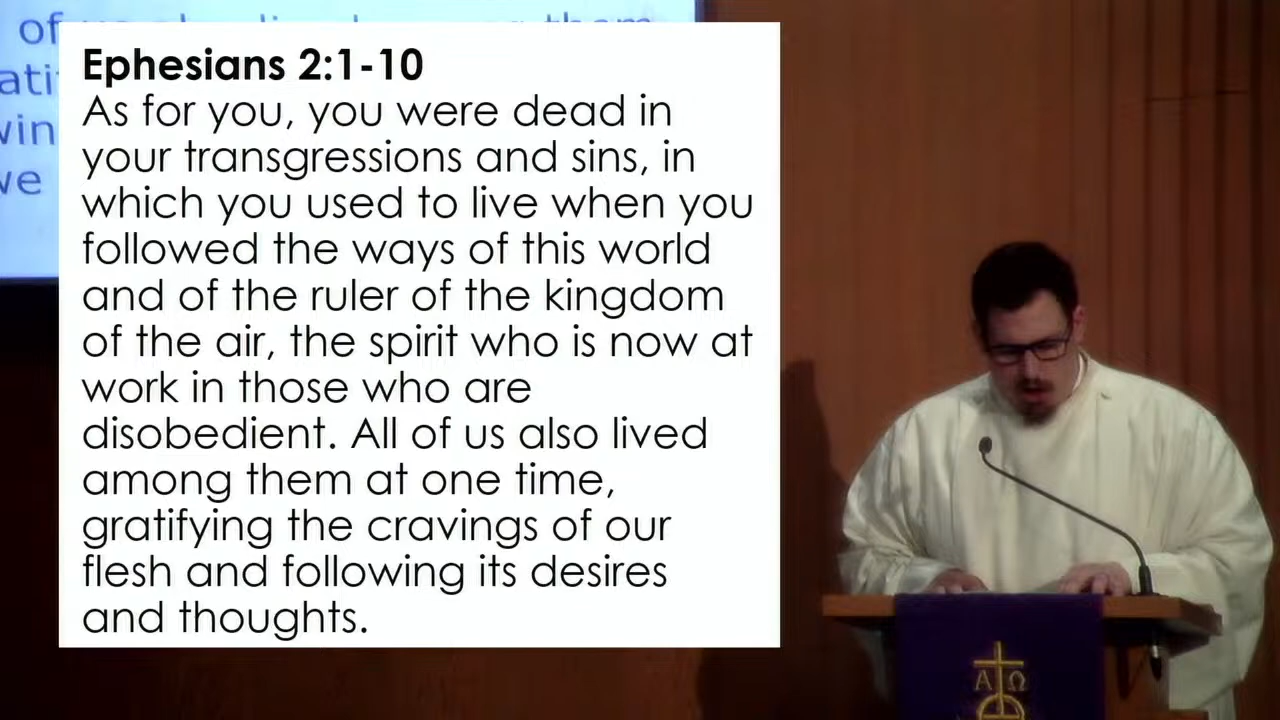 of
Ephesians 2:1-10
As for you, you were dead in
your transgressions and sins, in
which you used to live when you
followed the ways of this world
and of the ruler of the kingdom
of the air, the spirit who is now at
work in those who are
disobedient. All of us also lived
among them at one time,
gratifying the cravings of our
flesh and following its desires
and thoughts.
Α Ω